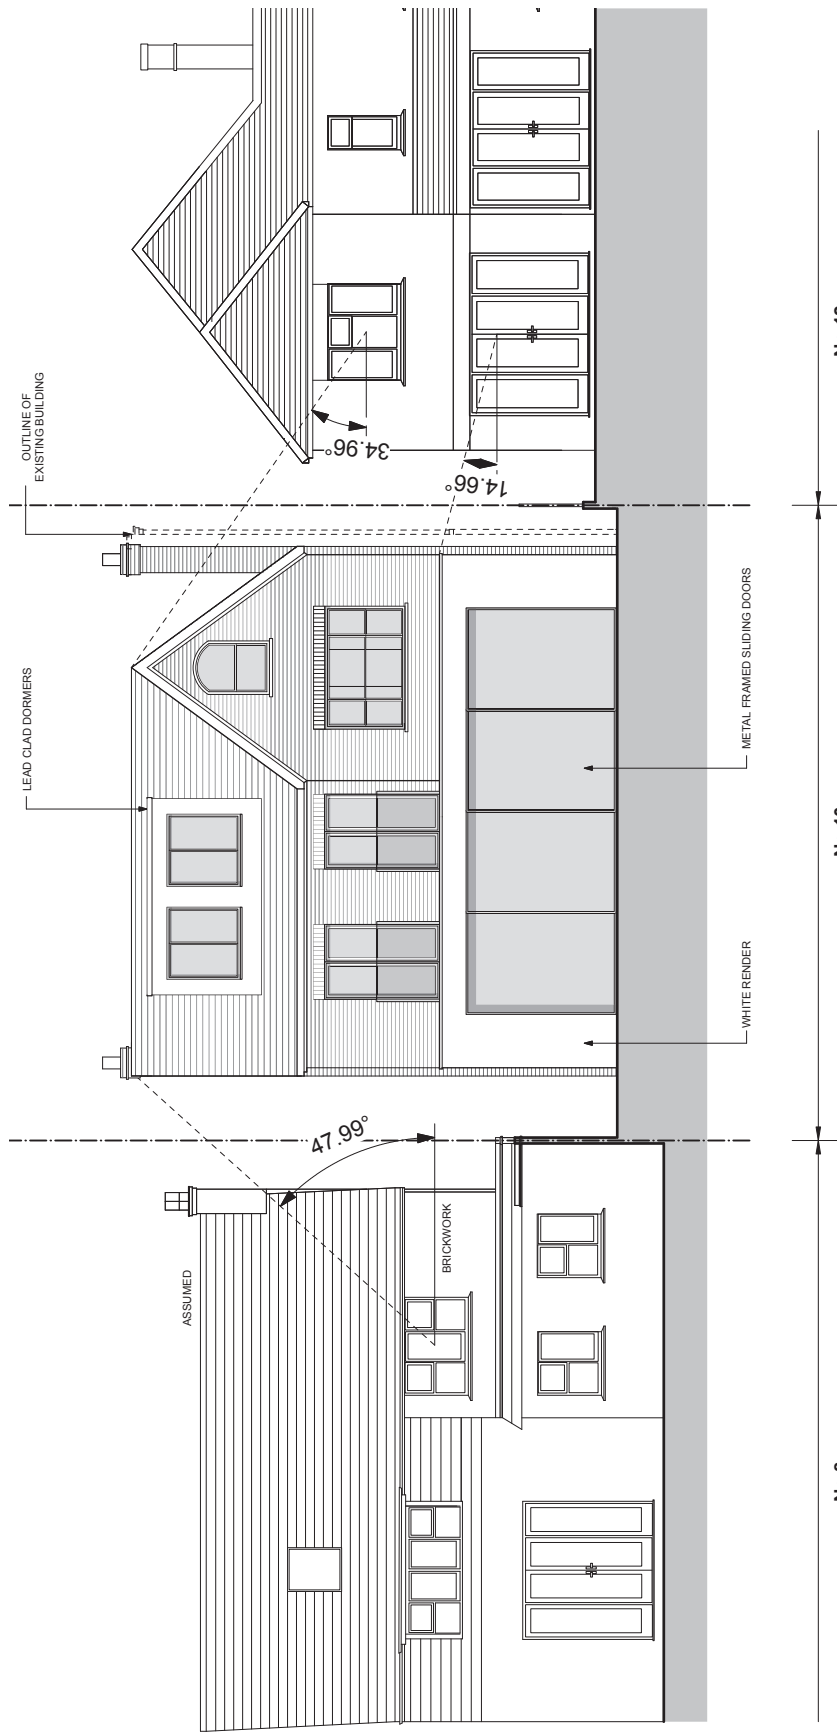 LEAD CLAD DORMERS
OUTLINE OF
EXISTING BUILDING
ASSUMED
47.99°
34.96°
BRICKWORK
14.66°
WHITE RENDER
METAL FRAMED SLIDING DOORS